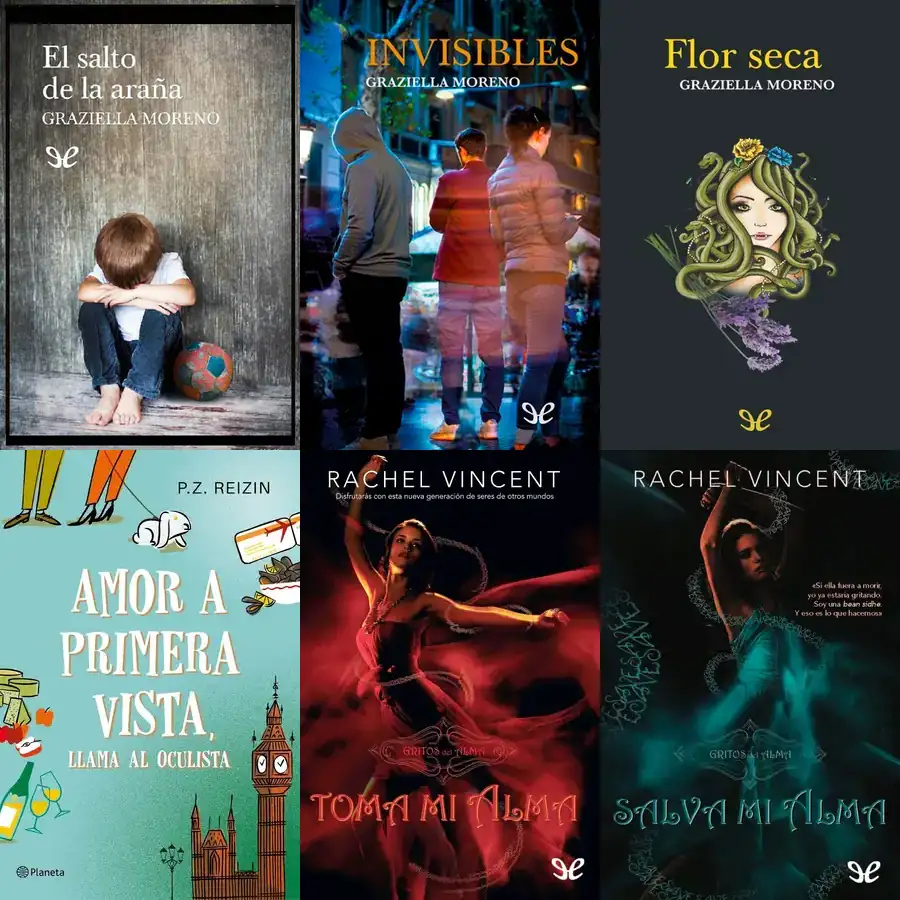 El salto
de la araña
GRAZIELLA MORENO
INVISIBLES
GRAZIELLA MORENO
Flor seca
GRAZIELLA MORENO
P.Z. REIZIN
AMOR A
PRIMERA
VISTA,
LLAMA AL OCULISTA
Planeta
RACHEL VINCENT
Disfrutarás con esta nueva generación de seres de otros mundos
GRITOS del ALMA
TOMA MI ALMA
RACHEL VINCENT
«Si ella fuera a morir,
yo ya estaría gritando.
Soy una bean sidhe.
Y eso es lo que hacemos»
GRITOS del ALMA
SALVA MI ALMA